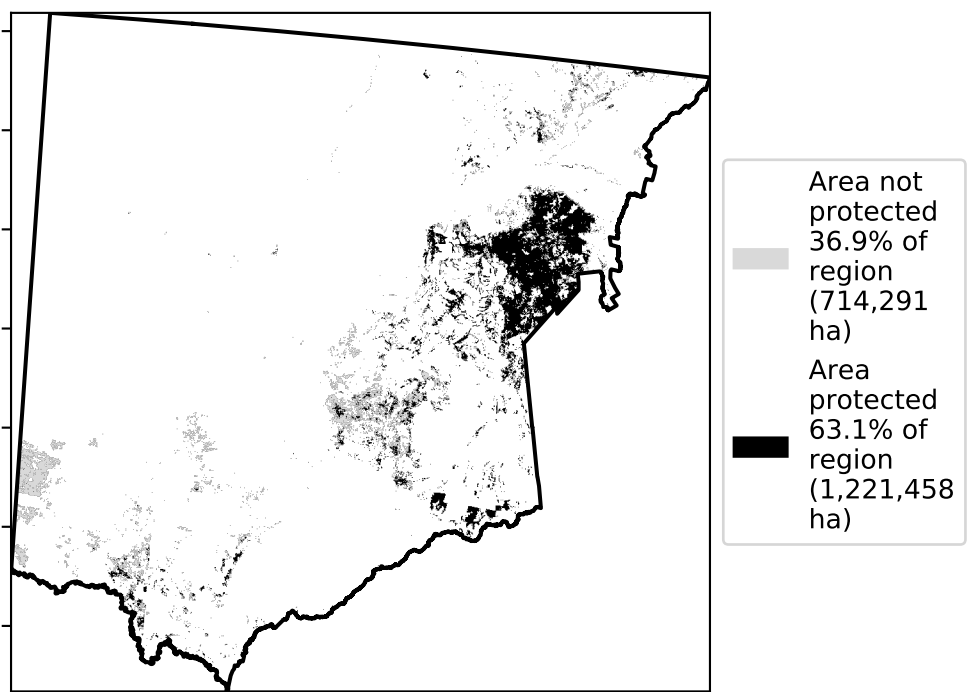 Area not
protected
36.9% of
region
(714,291
ha)
Area
protected
63.1% of
region
(1,221,458
ha)